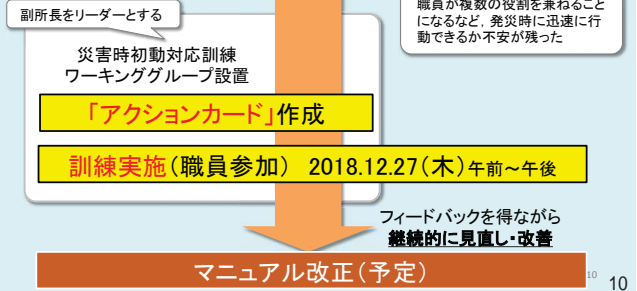 副所長をリーダーとする
職員が複数の役割を兼ねること
になるなど，発災時に迅速に行
動できるか不安が残った
災害時初動対応訓練
ワーキンググループ設置
「アクションカード」作成
訓練実施（職員参加）　2018.12.27（木）午前～午後
フィードバックを得ながら
継続的に見直し・改善
マニュアル改正（予定）
10
10